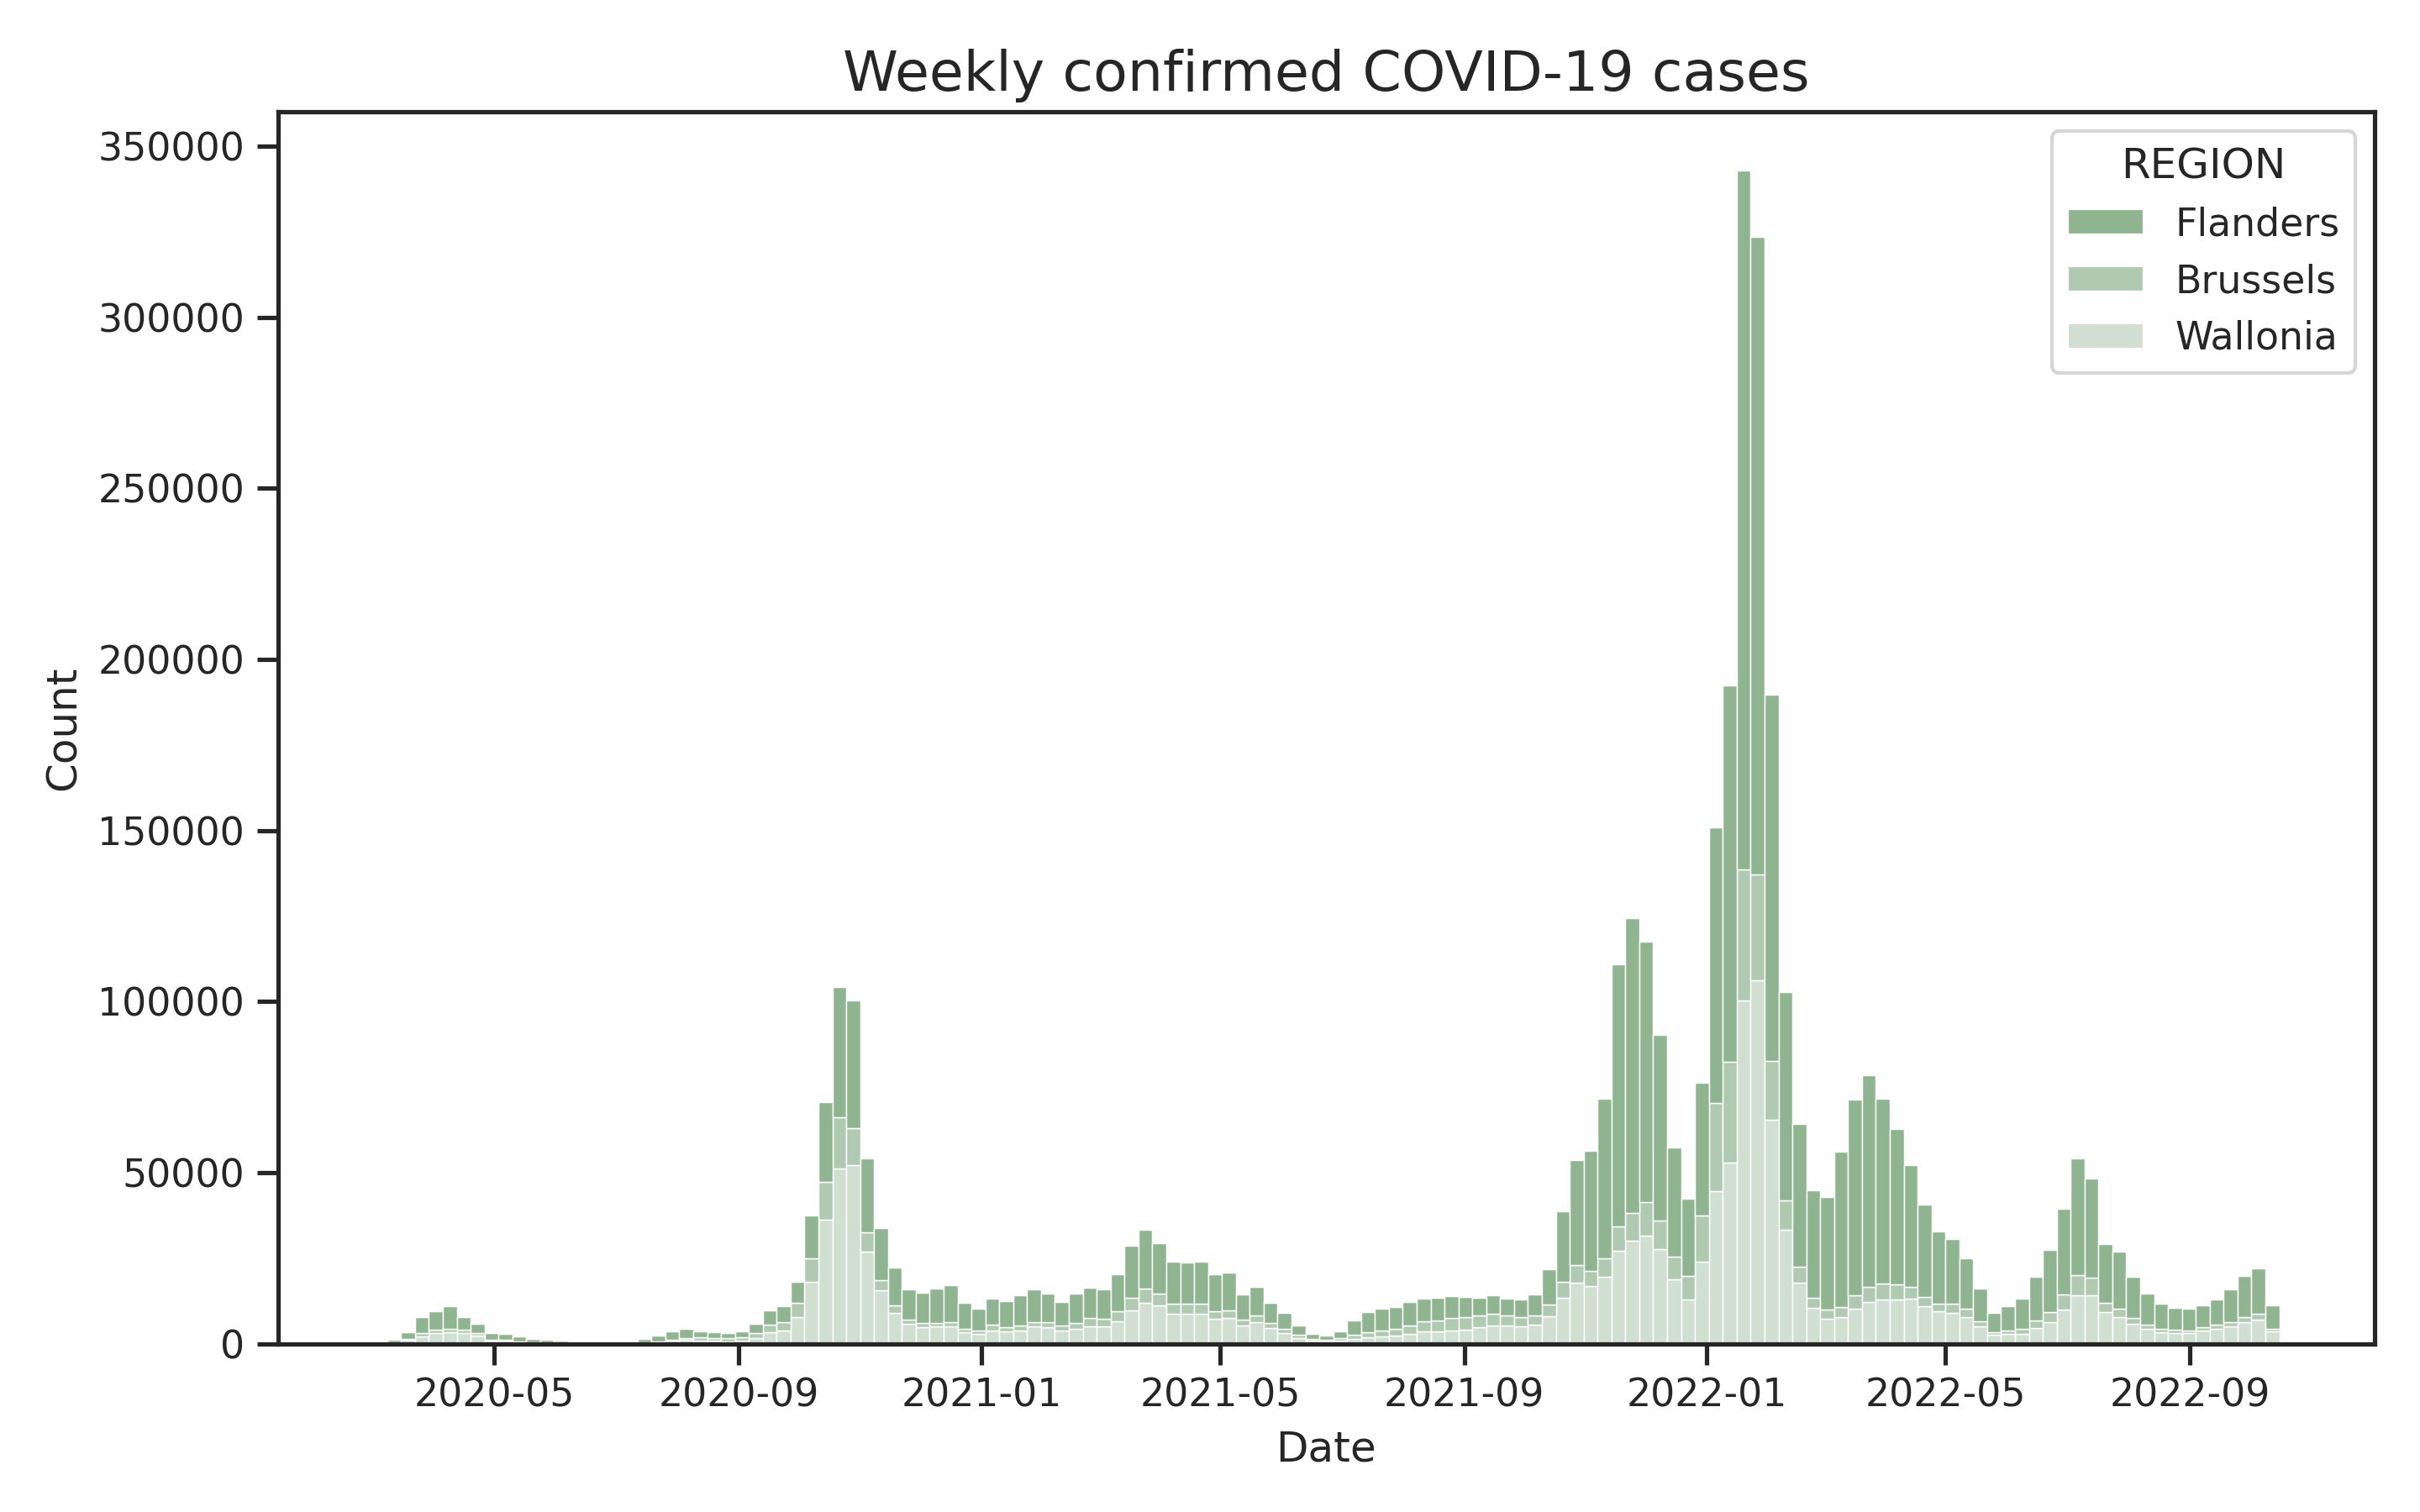 Weekly confirmed COVID-19 cases
350000
300000
250000
200000
150000
100000
50000
0
Count
REGION
Flanders
Brussels
Wallonia
2020-05 2020-09 2021-01 2021-05 2021-09 2022-01 2022-05 2022-09
Date